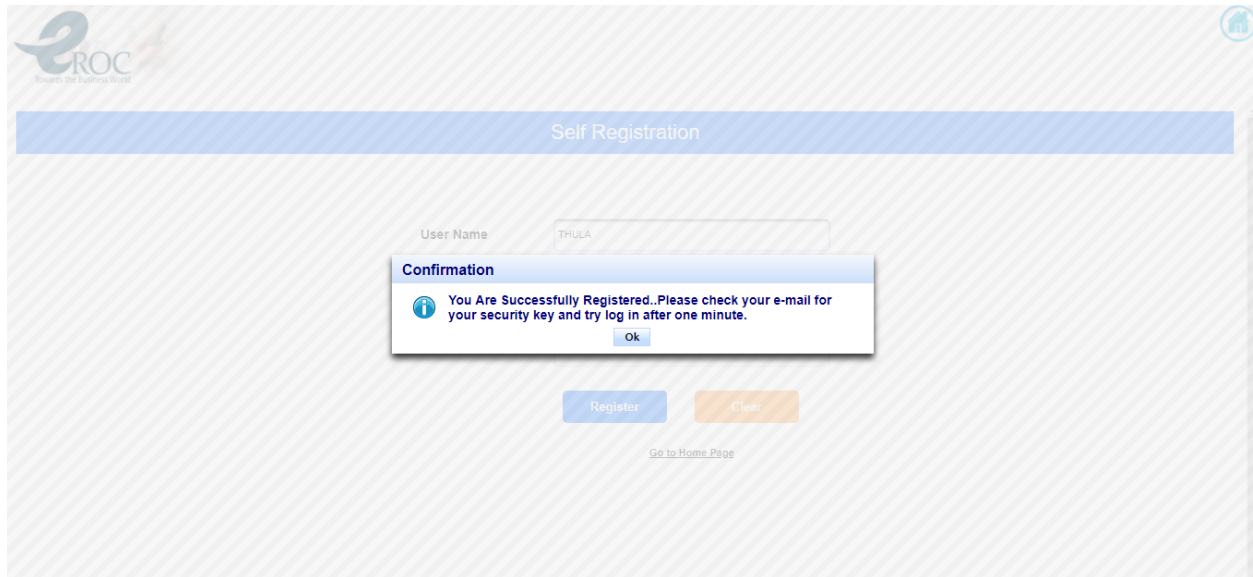 eROC
Towards the Business World
Self Registration
User Name THULA
Confirmation
You Are Successfully Registered..Please check your e-mail for
your security key and try log in after one minute.
Ok
Register Clear
Go to Home Page